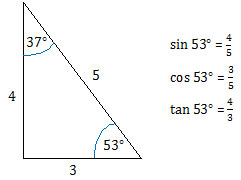 37°
sin 53° = 4/5
5
cos 53° = 3/5
4
tan 53° = 4/3
53°
3